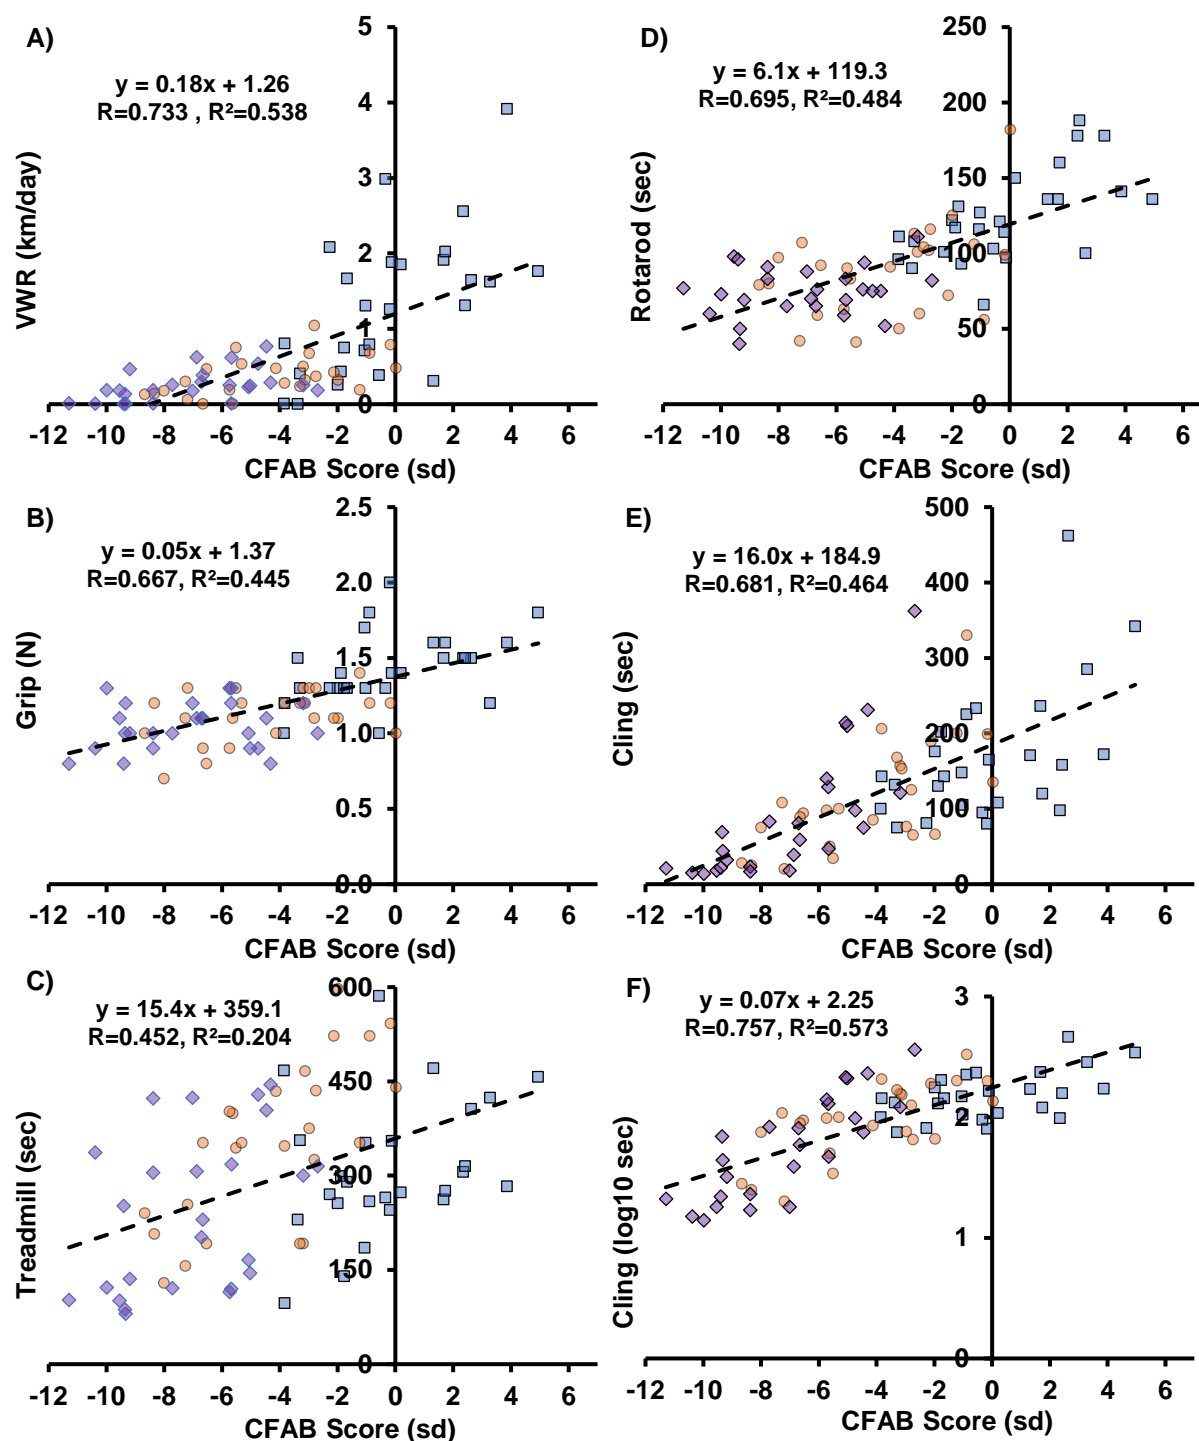 A)
y = 0.18x + 1.26
R=0.733 , R²=0.538
VWR (km/day)
5
4
3
2
1
0
-12 -10 -8 -6 -4 -2 0 2 4 6
CFAB Score (sd)
D)
y = 6.1x + 119.3
R=0.695, R²=0.484
Rotarod (sec)
250
200
150
100
50
0
-12 -10 -8 -6 -4 -2 0 2 4 6
CFAB Score (sd)
B)
y = 0.05x + 1.37
R=0.667, R²=0.445
Grip (N)
2.5
2.0
1.5
1.0
0.5
0.0
-12 -10 -8 -6 -4 -2 0 2 4 6
CFAB Score (sd)
E)
y = 16.0x + 184.9
R=0.681, R²=0.464
Cling (sec)
500
400
300
200
100
0
-12 -10 -8 -6 -4 -2 0 2 4 6
CFAB Score (sd)
C)
y = 15.4x + 359.1
R=0.452, R²=0.204
Treadmill (sec)
600
450
300
150
0
-12 -10 -8 -6 -4 -2 0 2 4 6
CFAB Score (sd)
F)
y = 0.07x + 2.25
R=0.757, R²=0.573
Cling (log10 sec)
3
2
1
0
-12 -10 -8 -6 -4 -2 0 2 4 6
CFAB Score (sd)